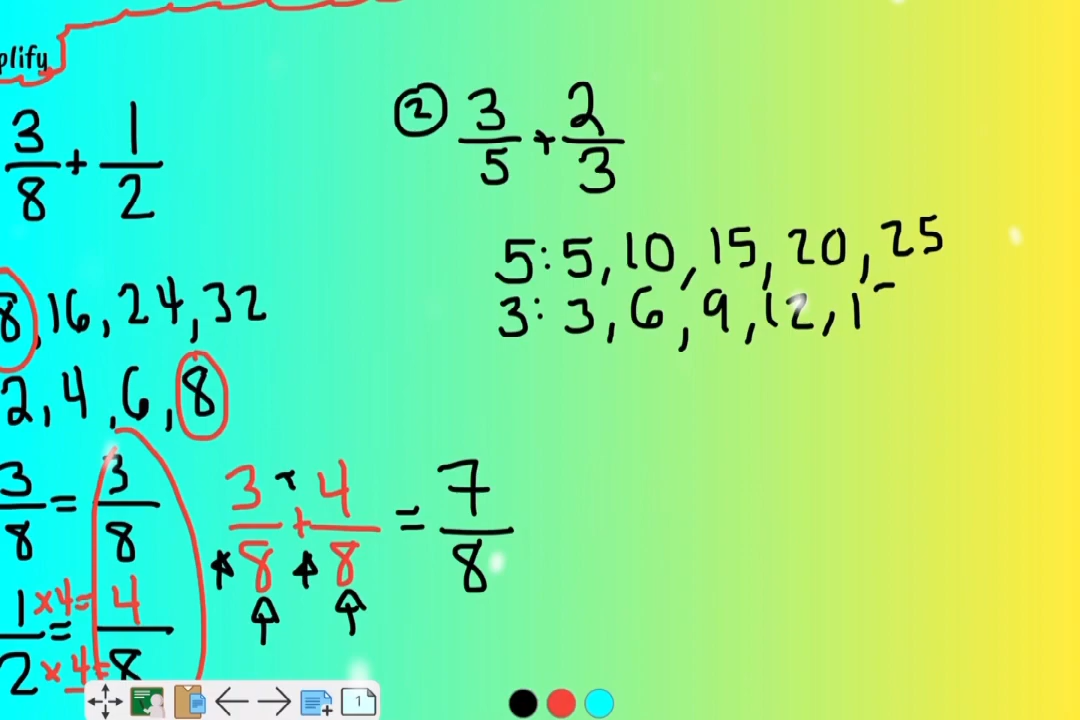 plify
3/8 + 1/2
8, 16, 24, 32
2, 4, 6, 8
3/8 = 3/8
1/2 × 4 = 4
× 4 = 8
3/8 + 4/8 = 7/8
② 3/5 + 2/3
5: 5, 10, 15, 20, 25
3: 3, 6, 9, 12, 1
1